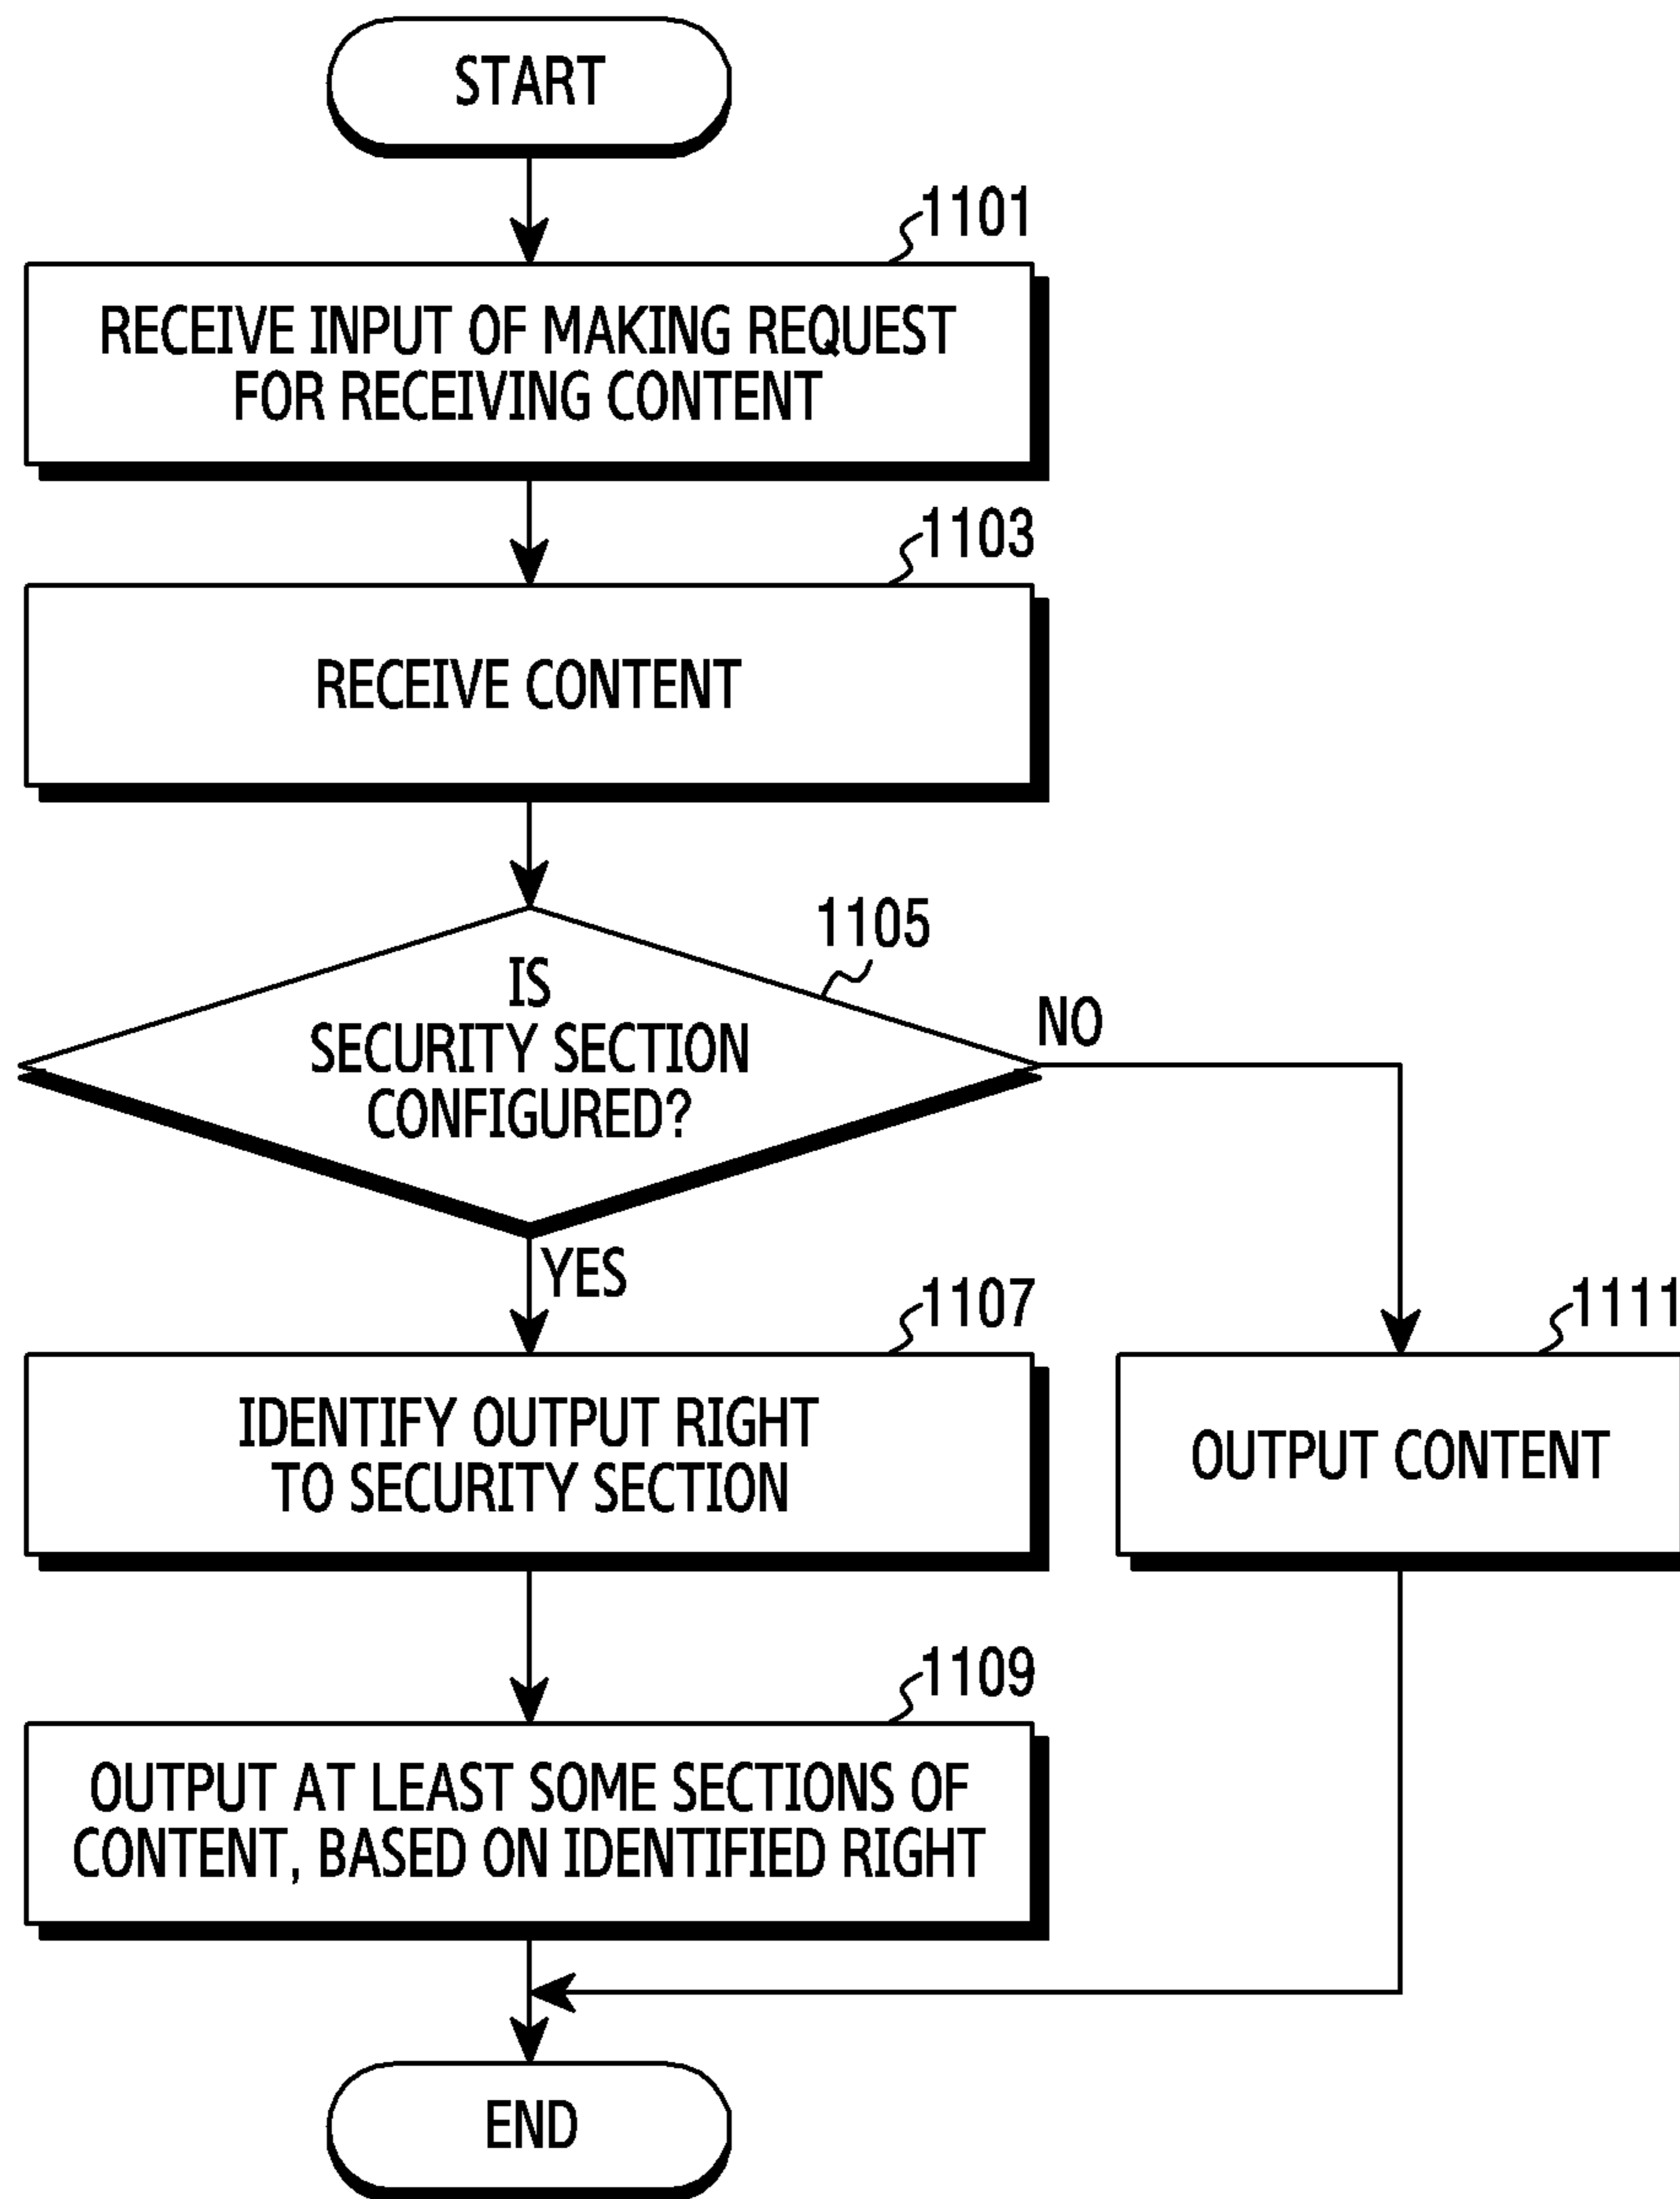 START
1101
RECEIVE INPUT OF MAKING REQUEST
FOR RECEIVING CONTENT
1103
RECEIVE CONTENT
1105
IS
SECURITY SECTION
CONFIGURED?
NO
YES
1107
IDENTIFY OUTPUT RIGHT
TO SECURITY SECTION
1111
OUTPUT CONTENT
1109
OUTPUT AT LEAST SOME SECTIONS OF
CONTENT, BASED ON IDENTIFIED RIGHT
END